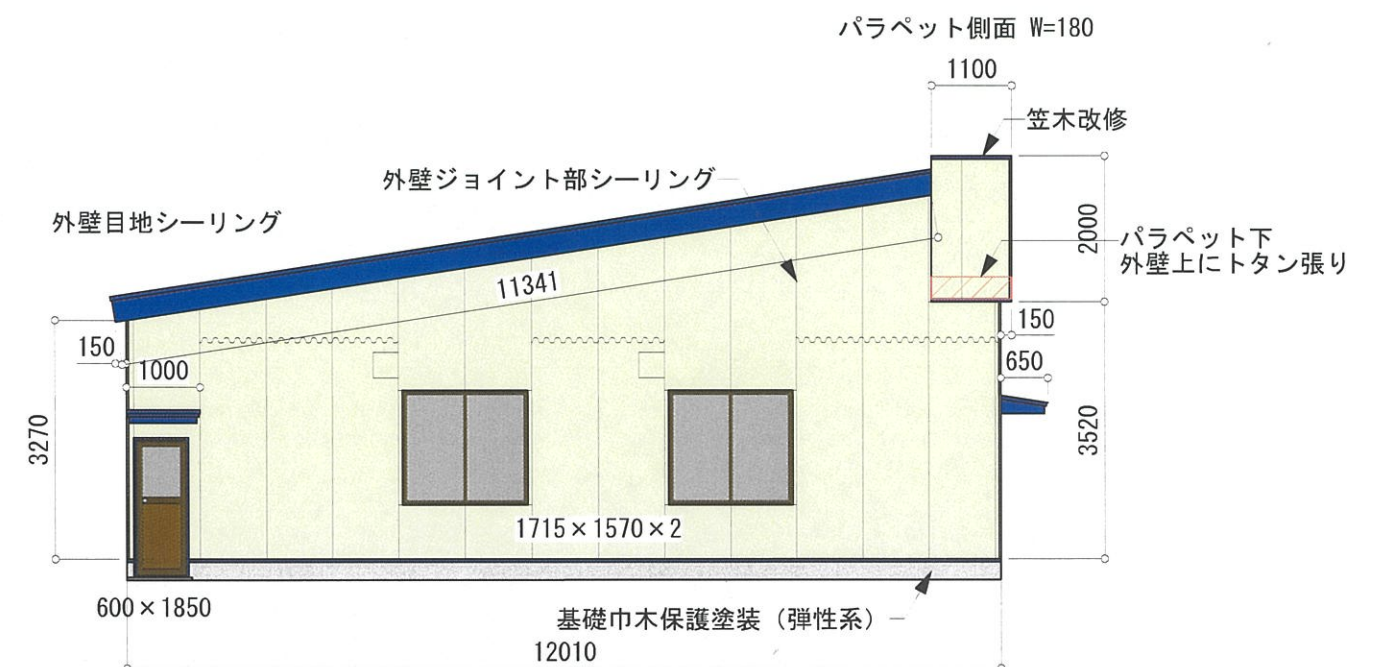 パラペット側面 W=180
1100
笠木改修
外壁ジョイント部シーリング
外壁目地シーリング
2000
パラペット下
外壁上にトタン張り
11341
150
150
1000
650
3270
3520
1715×1570×2
600×1850
基礎巾木保護塗装（弾性系）
12010